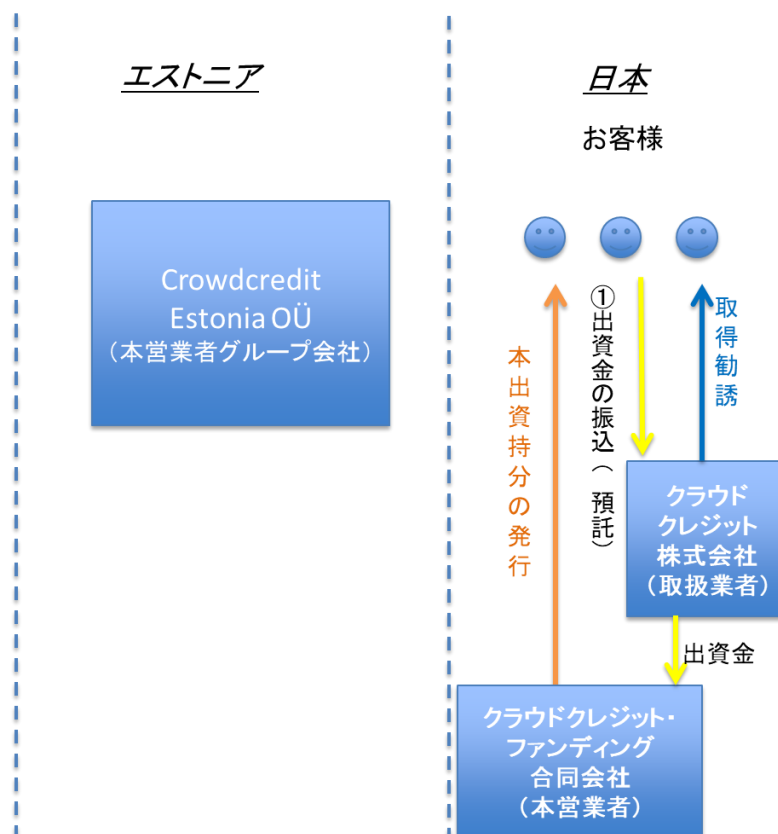 エストニア
日本
お客様
Crowdcredit
Estonia OÜ
（本営業者グループ会社）
本出資持分の発行
①出資金の振込（預託）
取得勧誘
クラウド
クレジット
株式会社
（取扱業者）
出資金
クラウドクレジット・
ファンディング
合同会社
（本営業者）